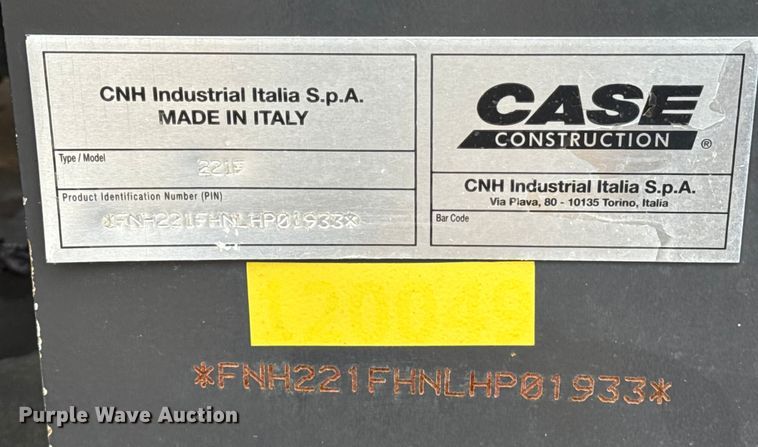 CNH Industrial Italia S.p.A.
MADE IN ITALY
Type / Model
221F
Product Identification Number (PIN)
*FNH221FHNLHP01933*
CASE
CONSTRUCTION ®
CNH Industrial Italia S.p.A.
Via Plava, 80 - 10135 Torino, Italia
Bar Code
*FNH221FHNLHP01933*
Purple Wave Auction